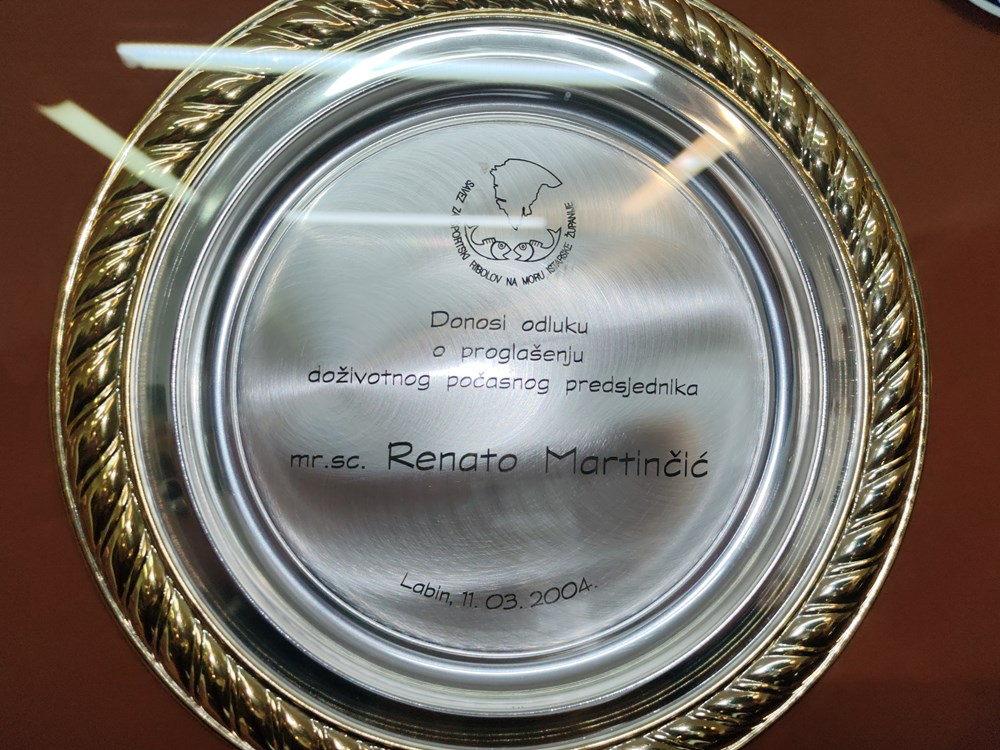 SAVEZ ZA PORTSKI RIBOLOV NA MORU ISTARSKE ŽUPANIJE
Donosi odluku
o proglašenju
doživotnog počasnog predsjednika
mr.sc. Renato Martinčić
Labin, 11. 03. 2004.